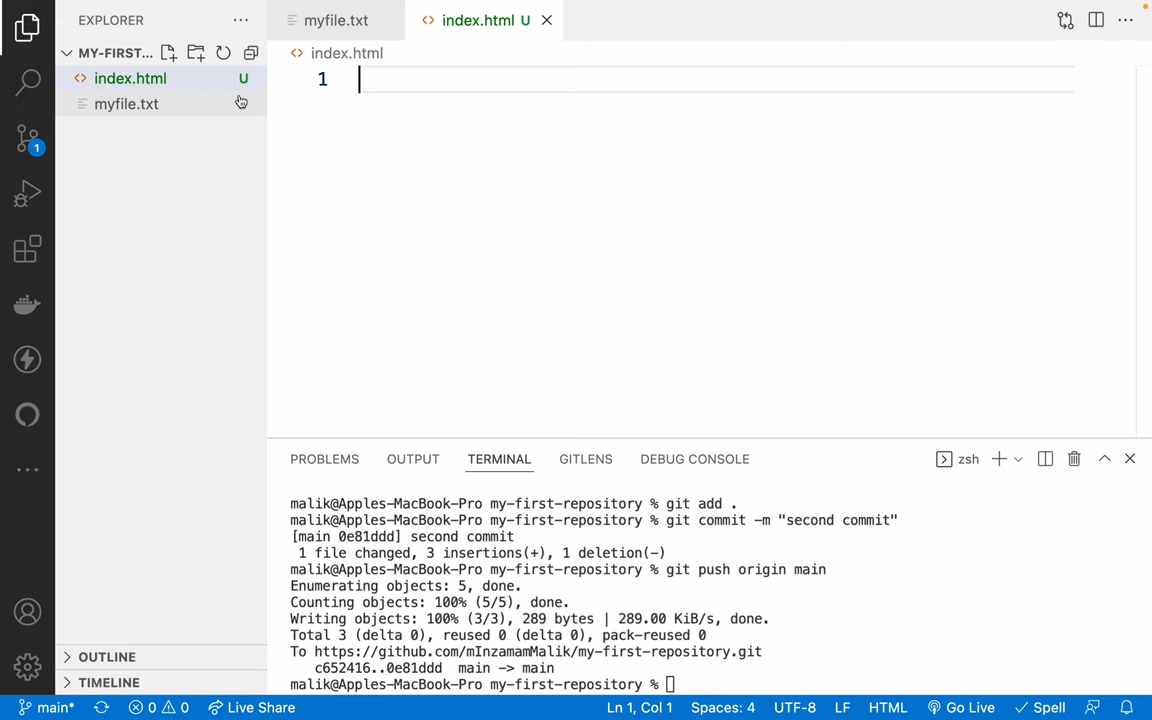 EXPLORER
MY-FIRST...
index.html U
myfile.txt
OUTLINE
TIMELINE
1
myfile.txt
index.html U
index.html
1
PROBLEMS OUTPUT TERMINAL GITLENS DEBUG CONSOLE
zsh
malik@Apples-MacBook-Pro my-first-repository % git add .
malik@Apples-MacBook-Pro my-first-repository % git commit -m "second commit"
[main 0e81ddd] second commit
1 file changed, 3 insertions(+), 1 deletion(-)
malik@Apples-MacBook-Pro my-first-repository % git push origin main
Enumerating objects: 5, done.
Counting objects: 100% (5/5), done.
Writing objects: 100% (3/3), 289 bytes | 289.00 KiB/s, done.
Total 3 (delta 0), reused 0 (delta 0), pack-reused 0
To https://github.com/mInzamamMalik/my-first-repository.git
c652416..0e81ddd main -> main
malik@Apples-MacBook-Pro my-first-repository %
main* 0 0 Live Share Ln 1, Col 1 Spaces: 4 UTF-8 LF HTML Go Live Spell